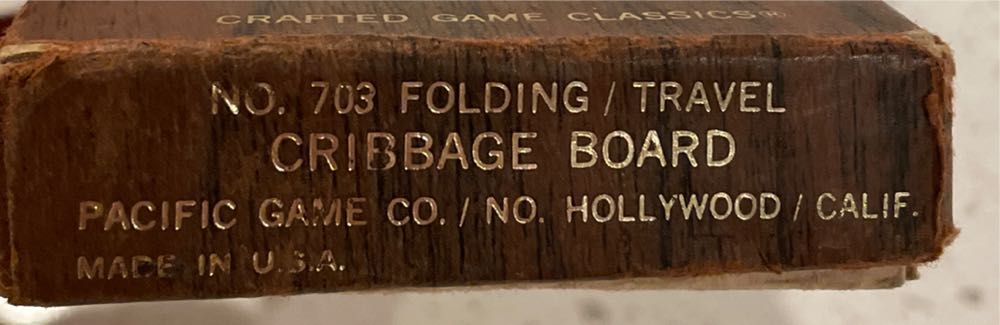 CRAFTED GAME CLASSICS®
NO. 703 FOLDING / TRAVEL
CRIBBAGE BOARD
PACIFIC GAME CO. / NO. HOLLYWOOD / CALIF.
MADE IN U.S.A.